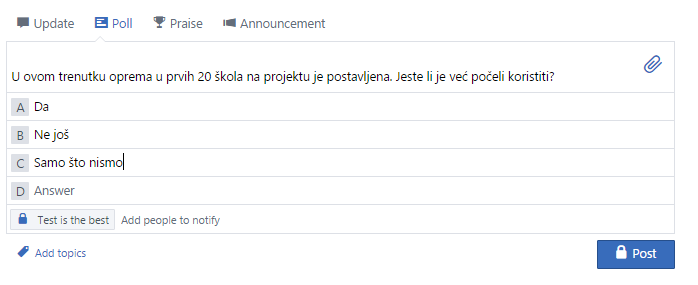 Update Poll Praise Announcement
U ovom trenutku oprema u prvih 20 škola na projektu je postavljena. Jeste li je već počeli koristiti?
A Da
B Ne još
C Samo što nismo
D Answer
Test is the best Add people to notify
Add topics Post